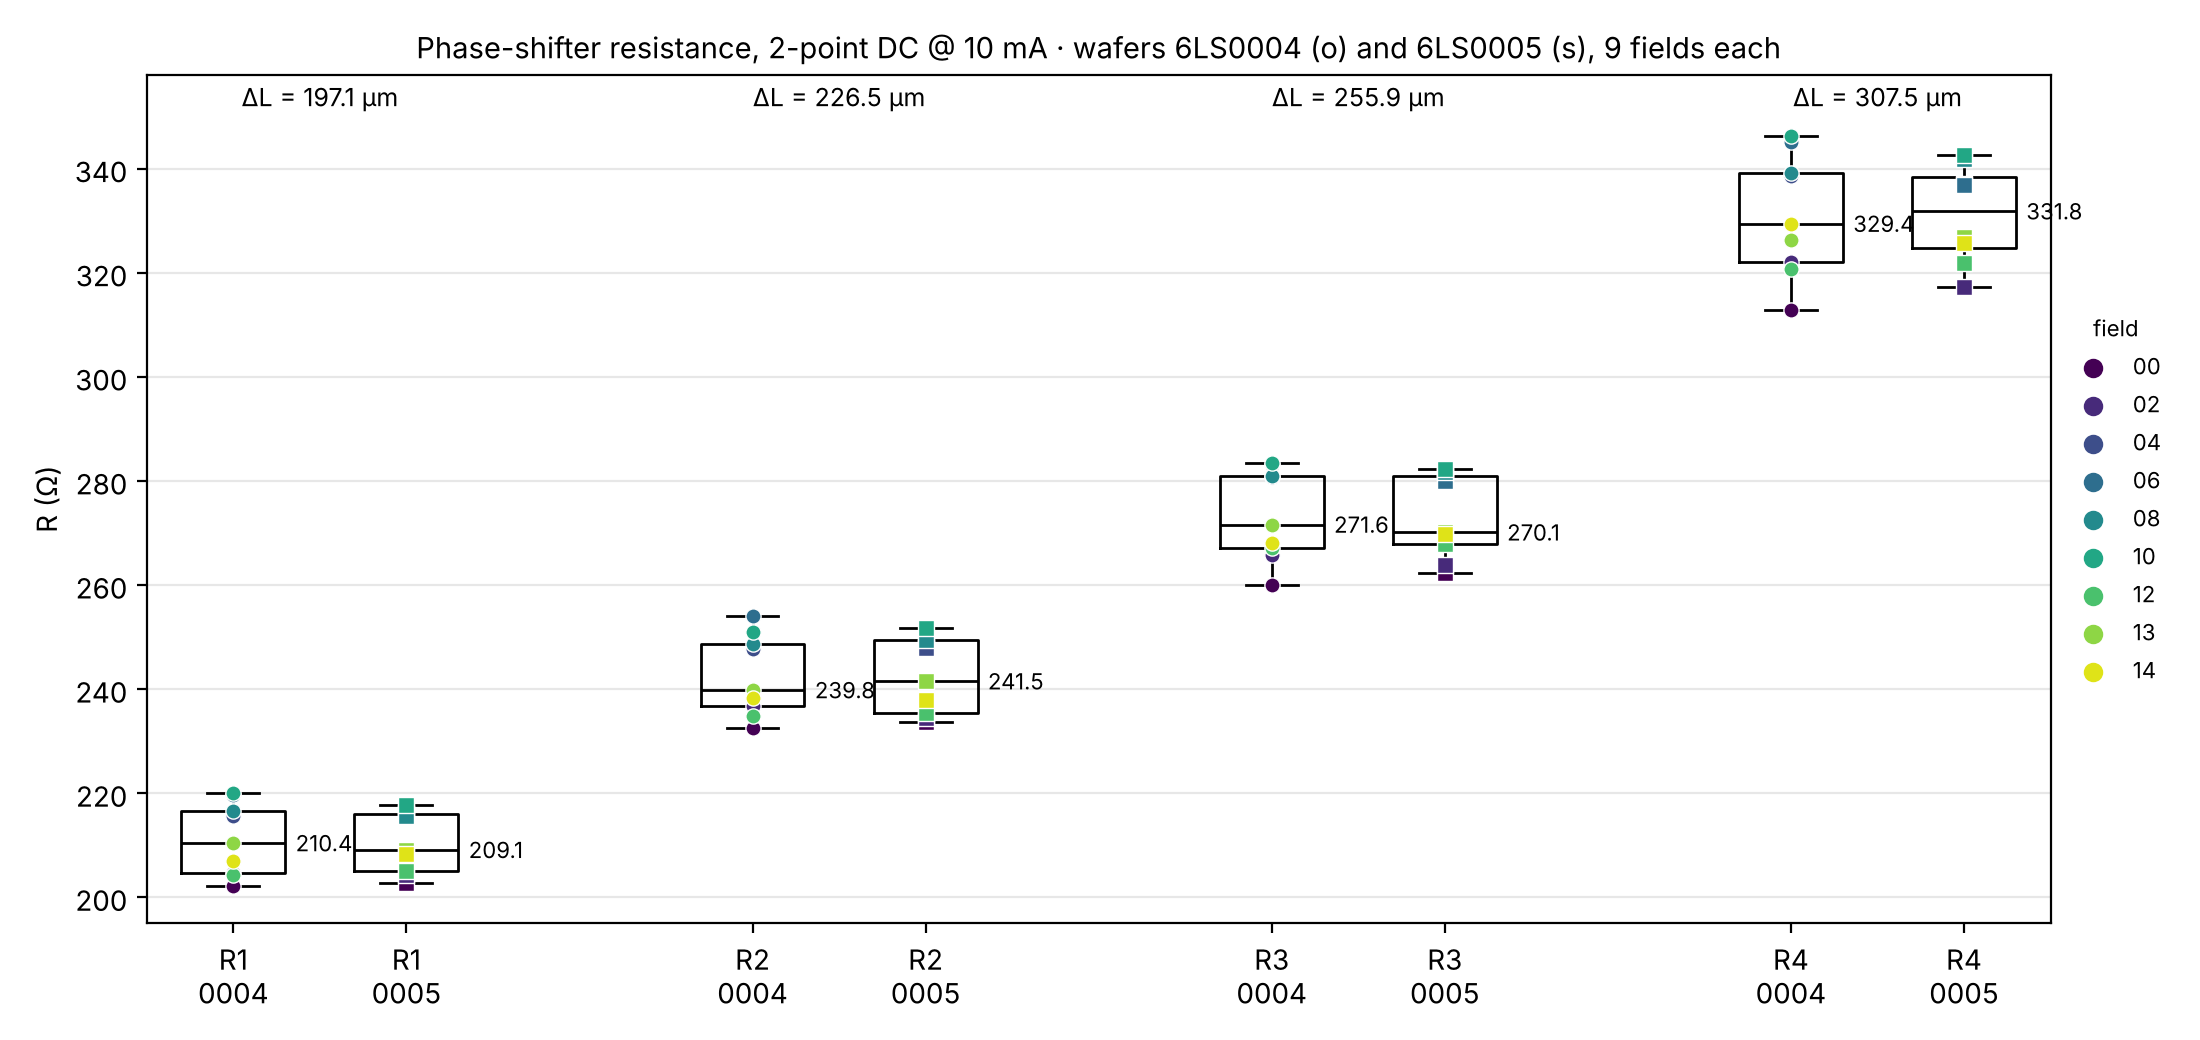 Phase-shifter resistance, 2-point DC @ 10 mA · wafers 6LS0004 (o) and 6LS0005 (s), 9 fields each
ΔL = 197.1 µm
ΔL = 226.5 µm
ΔL = 255.9 µm
ΔL = 307.5 µm
R (Ω)
340
320
300
280
260
240
220
200
210.4
209.1
239.8
241.5
271.6
270.1
329.4
331.8
R1
0004
R1
0005
R2
0004
R2
0005
R3
0004
R3
0005
R4
0004
R4
0005
field
00
02
04
06
08
10
12
13
14